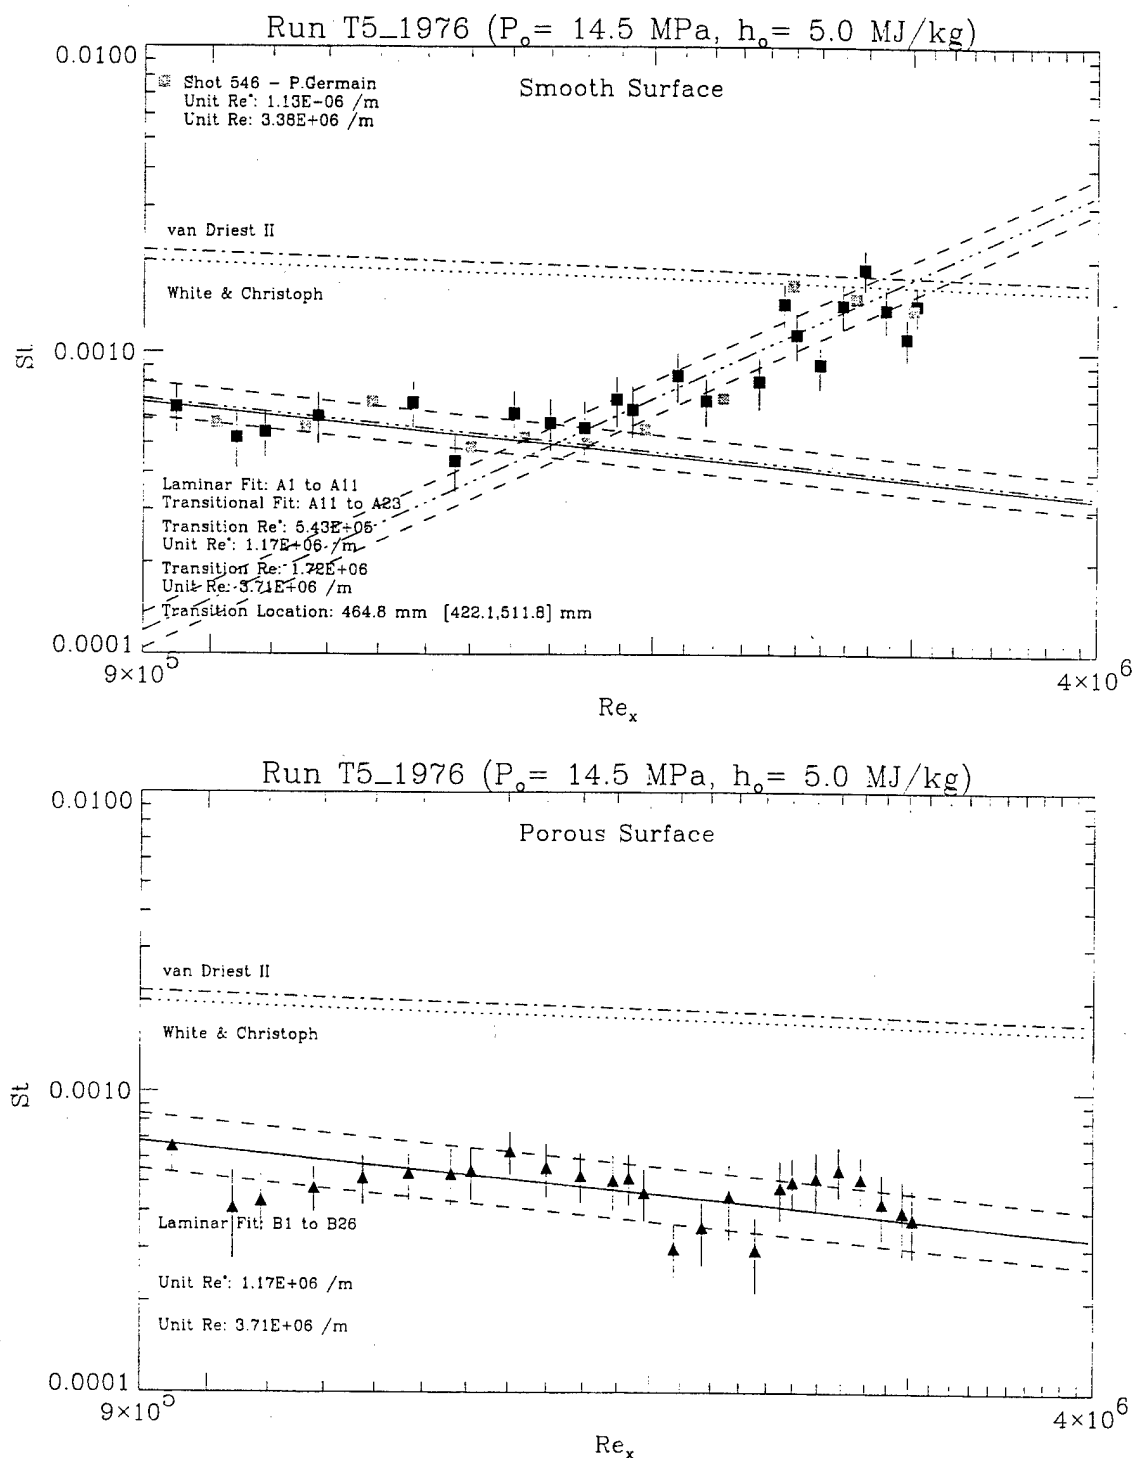 Run T5_1976 (Po= 14.5 MPa, ho= 5.0 MJ/kg)
0.0100
Shot 546 – P.Germain
Unit Re*: 1.13E-06 /m
Unit Re: 3.38E+06 /m
Smooth Surface
van Driest II
White & Christoph
St
0.0010
Laminar Fit: A1 to A11
Transitional Fit: A11 to A23
Transition Re*: 5.43E+05
Unit Re*: 1.17E+06 /m
Transition Re: 1.72E+06
Unit Re: 3.71E+06 /m
Transition Location: 464.8 mm [422.1,511.8] mm
0.0001
9×10⁵
4×10⁶
Reₓ
Run T5_1976 (Po= 14.5 MPa, ho= 5.0 MJ/kg)
0.0100
Porous Surface
van Driest II
White & Christoph
St
0.0010
Laminar Fit: B1 to B26
Unit Re*: 1.17E+06 /m
Unit Re: 3.71E+06 /m
0.0001
9×10⁵
4×10⁶
Reₓ